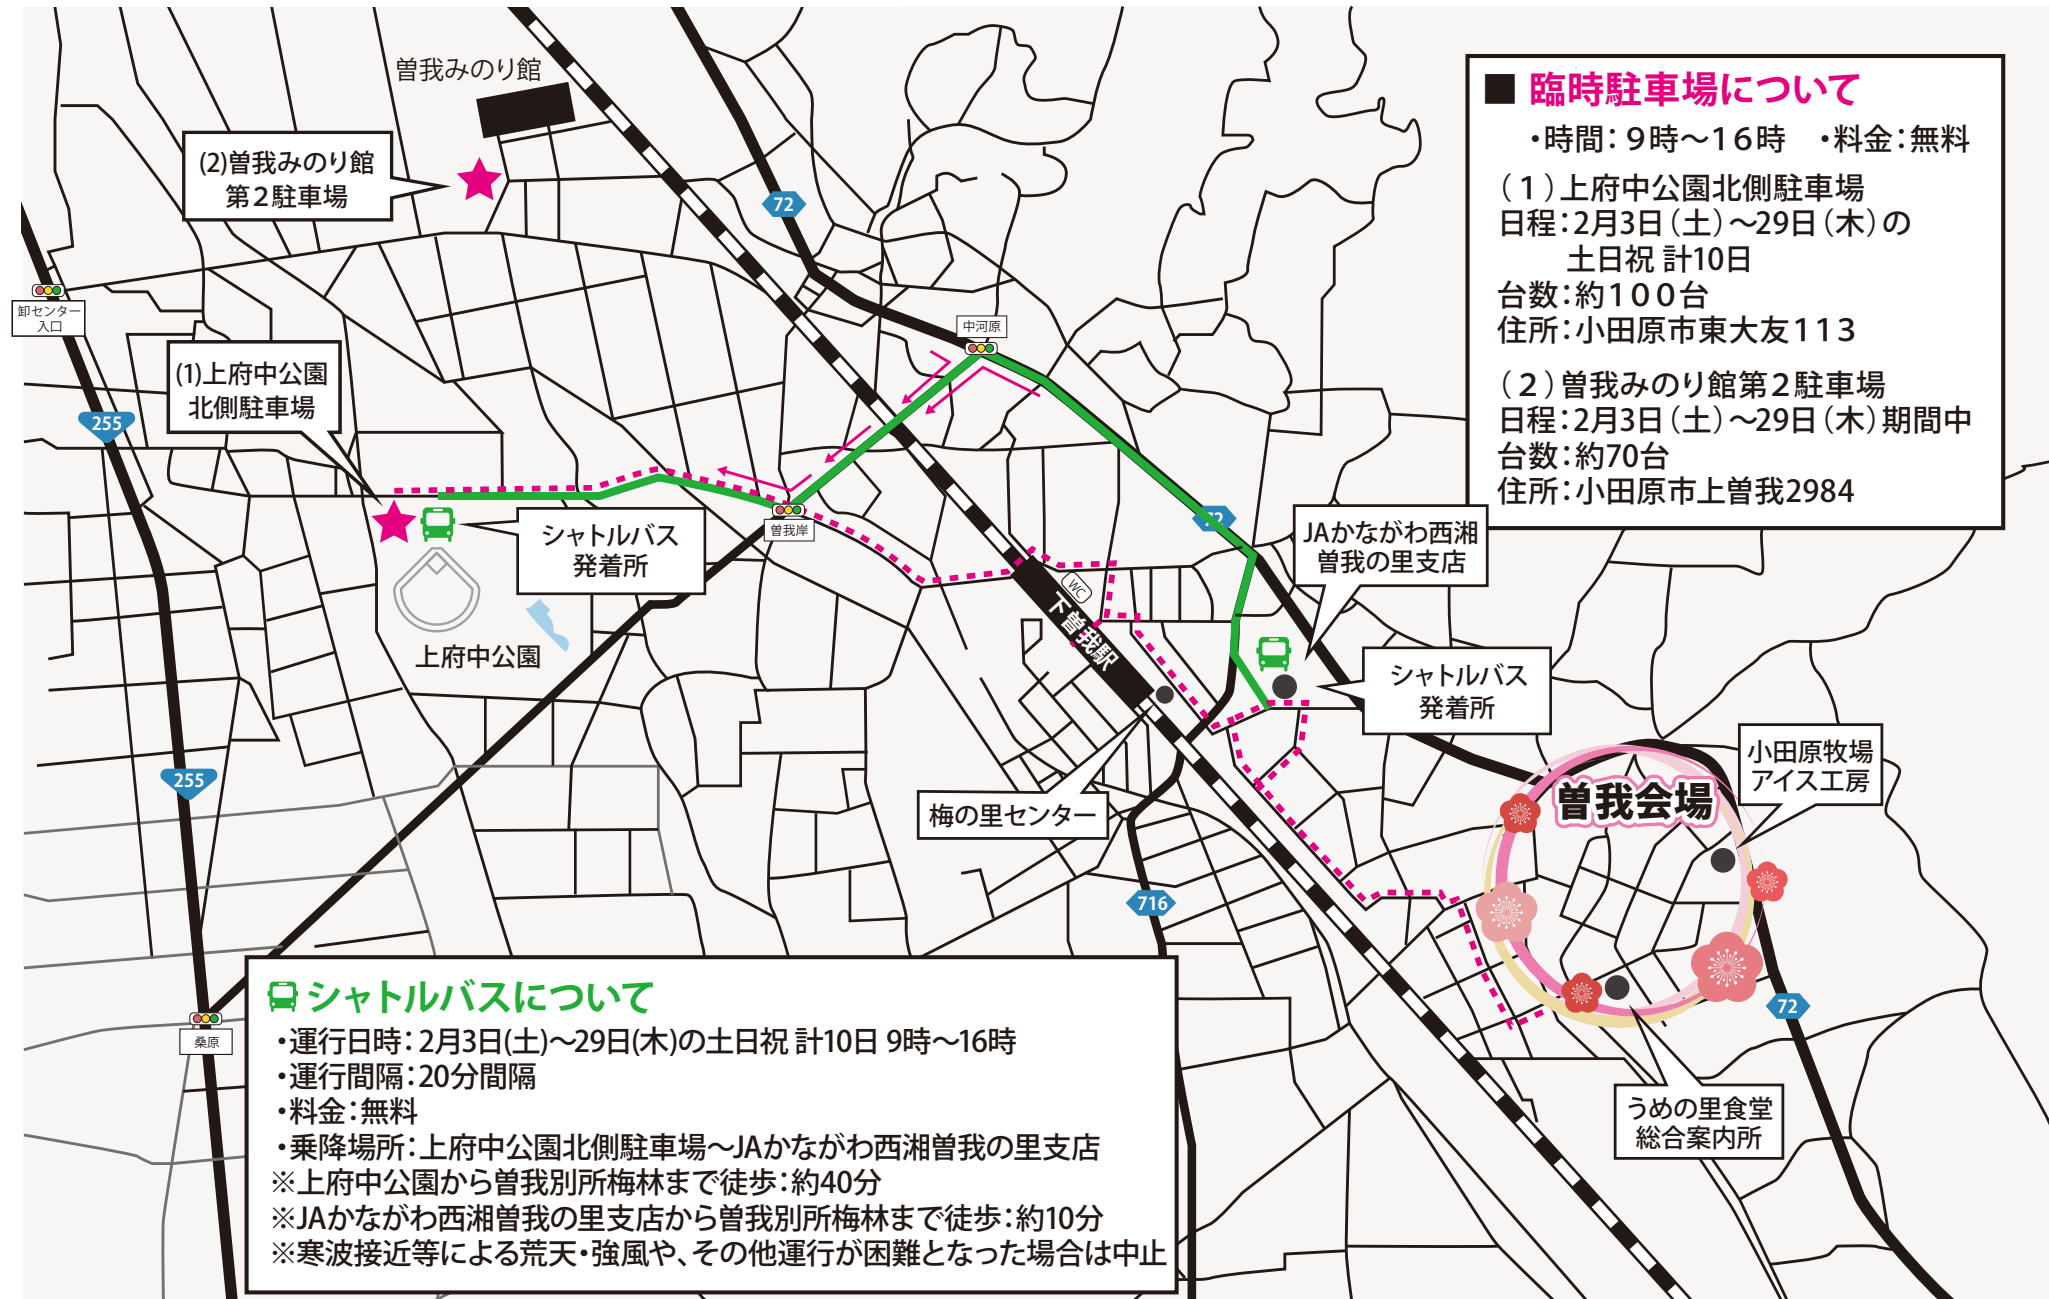 曽我みのり館
(2)曽我みのり館
第2駐車場
72
卸センター
入口
中河原
(1)上府中公園
北側駐車場
255
曽我岸
シャトルバス
発着所
上府中公園
72
JAかながわ西湘
曽我の里支店
WC
下曽我駅
シャトルバス
発着所
255
梅の里センター
小田原牧場
アイス工房
曽我会場
716
72
桑原
うめの里食堂
総合案内所
■ 臨時駐車場について
・時間:9時～16時 ・料金:無料
(1)上府中公園北側駐車場
日程:2月3日(土)～29日(木)の
土日祝 計10日
台数:約100台
住所:小田原市東大友113
(2)曽我みのり館第2駐車場
日程:2月3日(土)～29日(木)期間中
台数:約70台
住所:小田原市上曽我2984
シャトルバスについて
・運行日時:2月3日(土)～29日(木)の土日祝 計10日 9時～16時
・運行間隔:20分間隔
・料金:無料
・乗降場所:上府中公園北側駐車場～JAかながわ西湘曽我の里支店
※上府中公園から曽我別所梅林まで徒歩:約40分
※JAかながわ西湘曽我の里支店から曽我別所梅林まで徒歩:約10分
※寒波接近等による荒天・強風や、その他運行が困難となった場合は中止